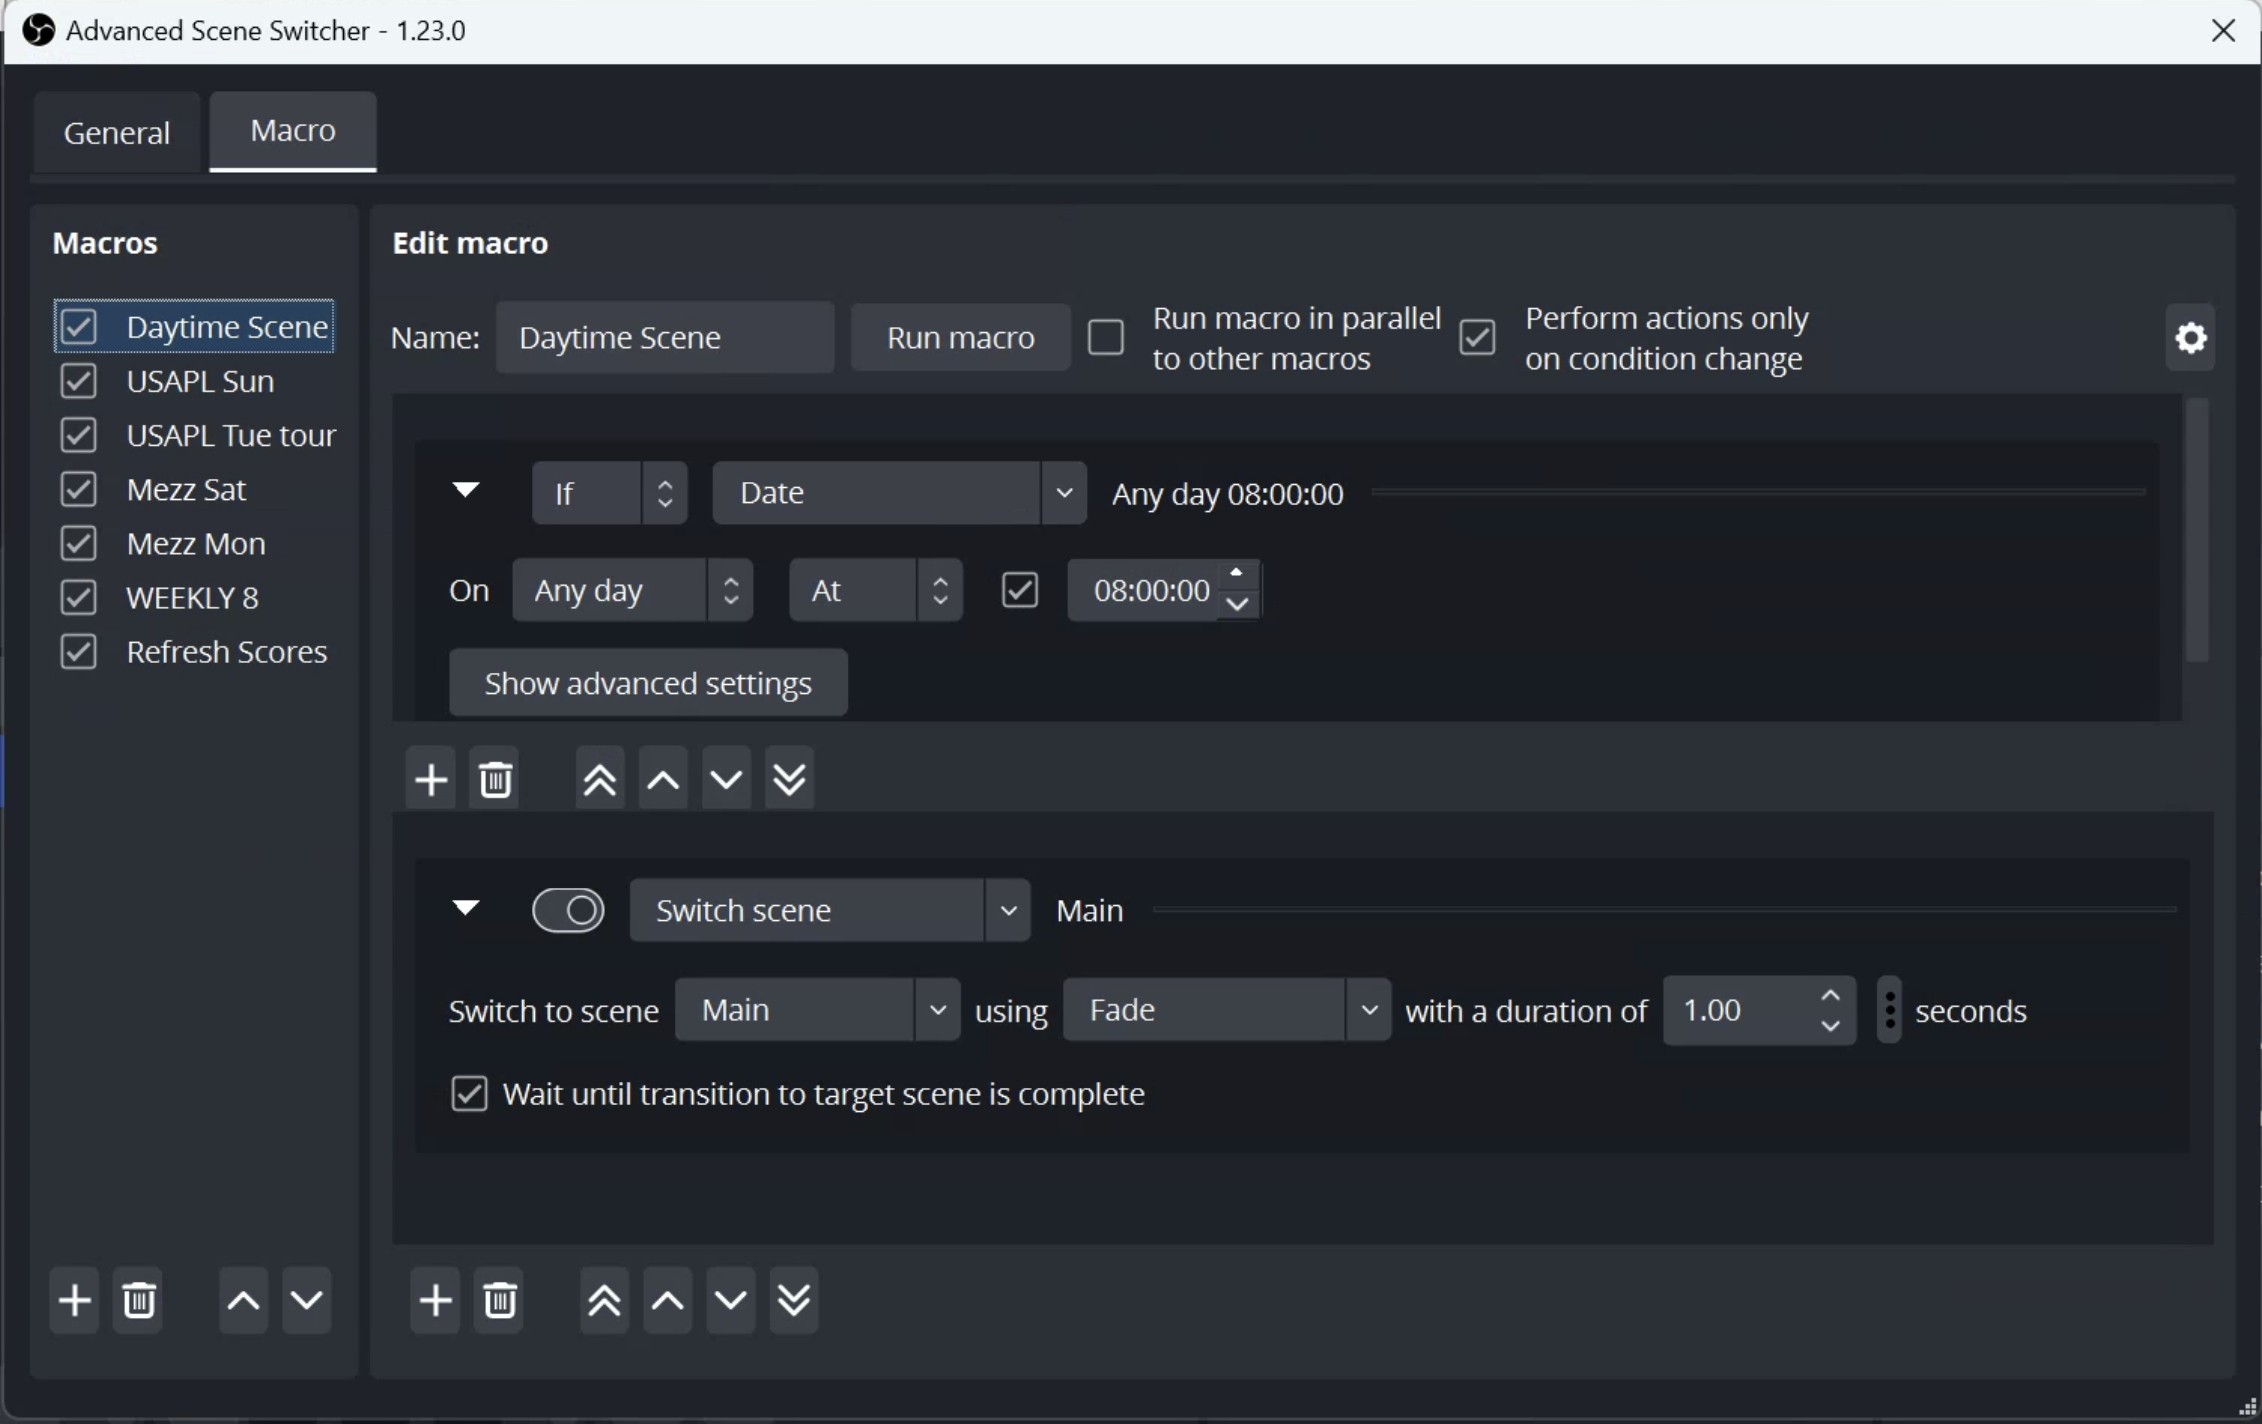 Advanced Scene Switcher - 1.23.0
General
Macro
Macros
Daytime Scene
USAPL Sun
USAPL Tue tour
Mezz Sat
Mezz Mon
WEEKLY 8
Refresh Scores
Edit macro
Name: Daytime Scene Run macro Run macro in parallel
to other macros
Perform actions only
on condition change
If Date Any day 08:00:00
On Any day At 08:00:00
Show advanced settings
Switch scene Main
Switch to scene Main using Fade with a duration of 1.00 seconds
Wait until transition to target scene is complete